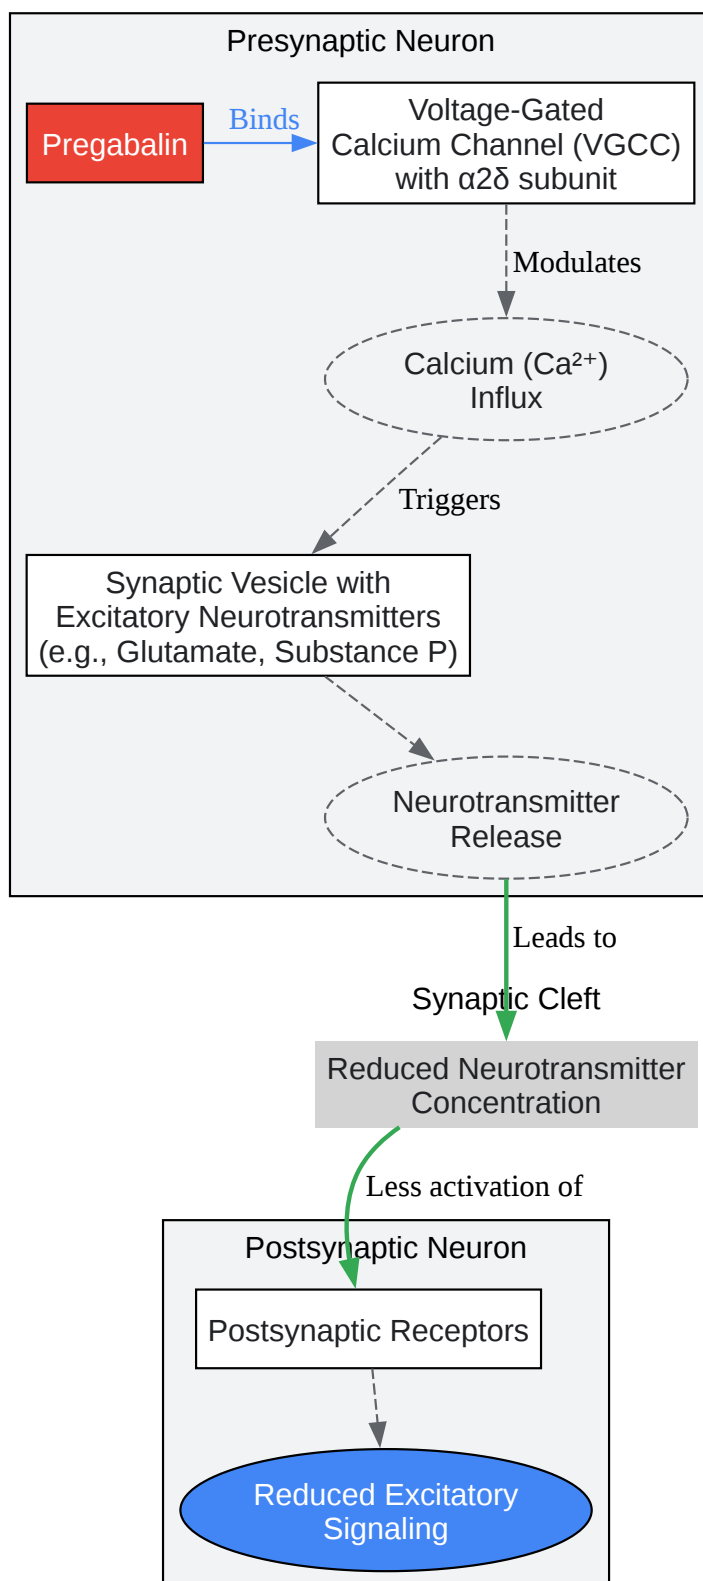 Presynaptic Neuron
Pregabalin
Binds
Voltage-Gated
Calcium Channel (VGCC)
with α2δ subunit
Modulates
Calcium (Ca²⁺)
Influx
Triggers
Synaptic Vesicle with
Excitatory Neurotransmitters
(e.g., Glutamate, Substance P)
Neurotransmitter
Release
Leads to
Synaptic Cleft
Reduced Neurotransmitter
Concentration
Less activation of
Postsynaptic Neuron
Postsynaptic Receptors
Reduced Excitatory
Signaling